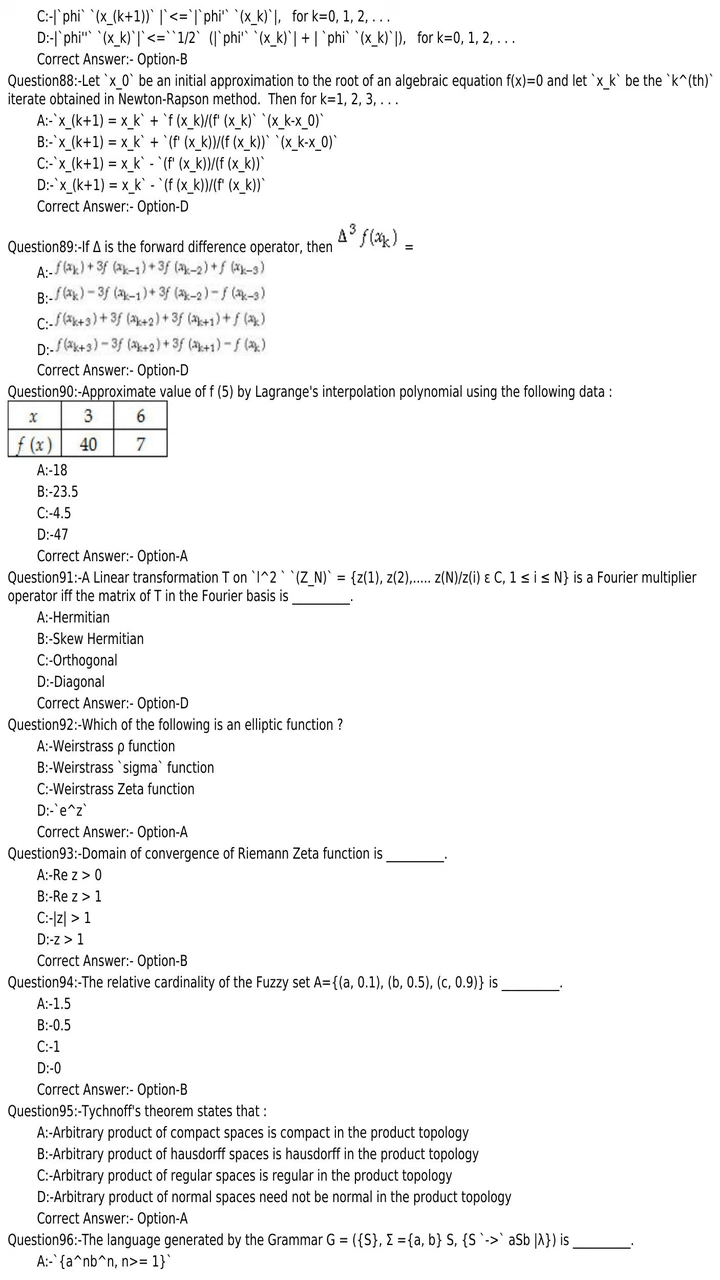 C:-|`phi` `(x_(k+1))` |`<=`|`phi'` `(x_k)`|,   for k=0, 1, 2, . . .
D:-|`phi''` `(x_k)`|`<=``1/2`  (|`phi'` `(x_k)`| + | `phi` `(x_k)`|),   for k=0, 1, 2, . . .
Correct Answer:- Option-B
Question88:-Let `x_0` be an initial approximation to the root of an algebraic equation f(x)=0 and let `x_k` be the `k^(th)`
iterate obtained in Newton-Rapson method.  Then for k=1, 2, 3, . . .
A:-`x_(k+1) = x_k` + `f (x_k)/(f' (x_k)` `(x_k-x_0)`
B:-`x_(k+1) = x_k` + `(f' (x_k))/(f (x_k))` `(x_k-x_0)`
C:-`x_(k+1) = x_k` - `(f' (x_k))/(f (x_k))`
D:-`x_(k+1) = x_k` - `(f (x_k))/(f' (x_k))`
Correct Answer:- Option-D
Question89:-If Δ is the forward difference operator, then Δ³ f(xₖ) =
A:-f(xₖ)+3f (xₖ₋₁)+3f (xₖ₋₂)+f (xₖ₋₃)
B:-f(xₖ)−3f (xₖ₋₁)+3f (xₖ₋₂)−f (xₖ₋₃)
C:-f(xₖ₊₃)+3f (xₖ₊₂)+3f (xₖ₊₁)+f (xₖ)
D:-f(xₖ₊₃)−3f (xₖ₊₂)+3f (xₖ₊₁)−f (xₖ)
Correct Answer:- Option-D
Question90:-Approximate value of f (5) by Lagrange's interpolation polynomial using the following data :
x 3 6
f (x) 40 7
A:-18
B:-23.5
C:-4.5
D:-47
Correct Answer:- Option-A
Question91:-A Linear transformation T on `l^2 ` `(Z_N)` = {z(1), z(2),..... z(N)/z(i) ε C, 1 ≤ i ≤ N} is a Fourier multiplier
operator iff the matrix of T in the Fourier basis is _________.
A:-Hermitian
B:-Skew Hermitian
C:-Orthogonal
D:-Diagonal
Correct Answer:- Option-D
Question92:-Which of the following is an elliptic function ?
A:-Weirstrass ρ function
B:-Weirstrass `sigma` function
C:-Weirstrass Zeta function
D:-`e^z`
Correct Answer:- Option-A
Question93:-Domain of convergence of Riemann Zeta function is _________.
A:-Re z > 0
B:-Re z > 1
C:-|z| > 1
D:-z > 1
Correct Answer:- Option-B
Question94:-The relative cardinality of the Fuzzy set A={(a, 0.1), (b, 0.5), (c, 0.9)} is _________.
A:-1.5
B:-0.5
C:-1
D:-0
Correct Answer:- Option-B
Question95:-Tychnoff's theorem states that :
A:-Arbitrary product of compact spaces is compact in the product topology
B:-Arbitrary product of hausdorff spaces is hausdorff in the product topology
C:-Arbitrary product of regular spaces is regular in the product topology
D:-Arbitrary product of normal spaces need not be normal in the product topology
Correct Answer:- Option-A
Question96:-The language generated by the Grammar G = ({S}, Σ ={a, b} S, {S `->` aSb |λ}) is _________.
A:-`{a^nb^n, n>= 1}`